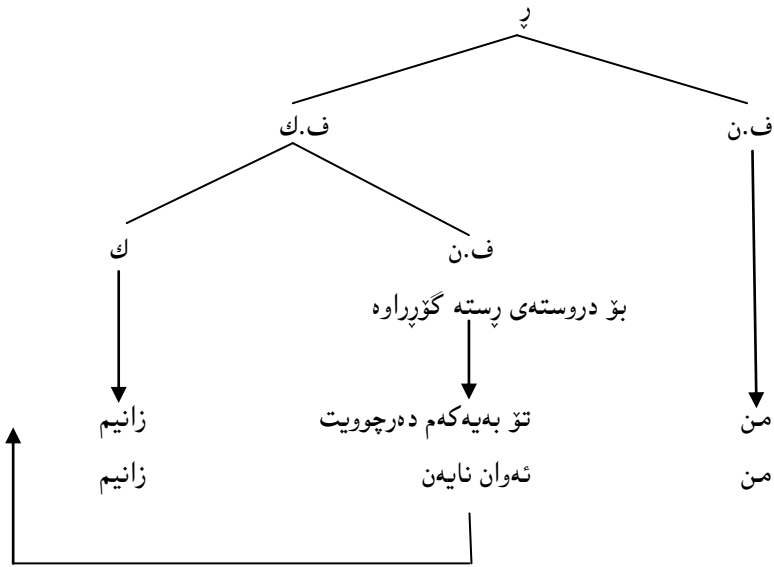 ڕ
ف.ن ف.ك
ف.ن ك
بۆ دروستەی ڕستە گۆڕراوە
من تۆ بەیەکەم دەرچوویت زانیم
من ئەوان نایەن زانیم